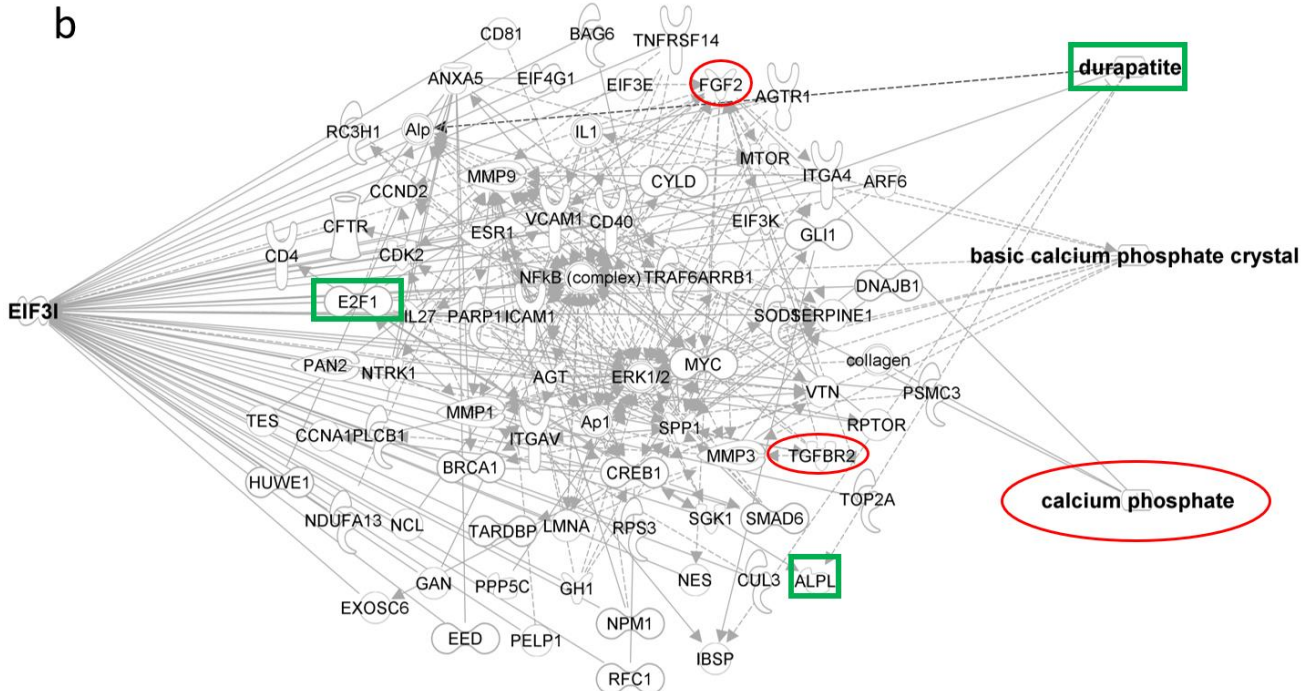 b
CD81
BAG6
TNFRSF14
durapatite
ANXA5
EIF4G1
EIF3E
FGF2
AGTR1
RC3H1
Alp
IL1
MTOR
MMP9
CYLD
ITGA4
ARF6
CCND2
VCAM1
CD40
EIF3K
CFTR
ESR1
GLI1
CD4
CDK2
basic calcium phosphate crystal
NFkB (complex)
TRAF6
ARRB1
DNAJB1
E2F1
EIF3I
IL27
PARP1
ICAM1
SOD1
SERPINE1
PAN2
NTRK1
AGT
ERK1/2
MYC
collagen
VTN
PSMC3
TES
MMP1
Ap1
SPP1
RPTOR
CCNA1
PLCB1
ITGAV
MMP3
TGFBR2
BRCA1
CREB1
HUWE1
TOP2A
calcium phosphate
NDUFA13
NCL
TARDBP
LMNA
RPS3
SGK1
SMAD6
GAN
PPP5C
GH1
NES
CUL3
ALPL
EXOSC6
EED
PELP1
NPM1
IBSP
RFC1